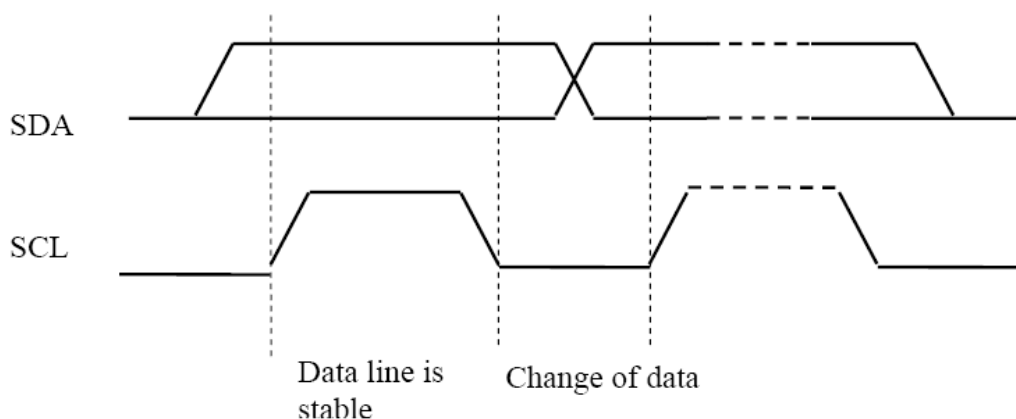 SDA
SCL
Data line is
stable
Change of data